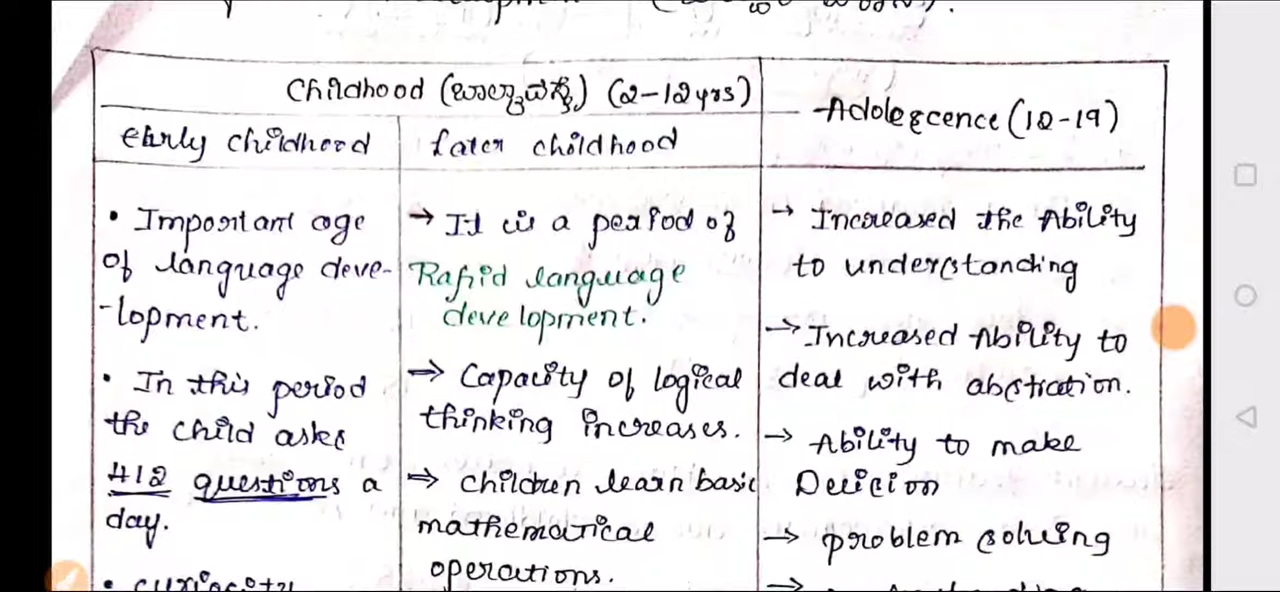 Childhood (ಬಾಲ್ಯಾವಸ್ಥೆ) (2-12yrs)
Adolescence (12-19)
Early childhood
Later childhood
• Important age
of language deve-
-lopment.
• In this period
the child asks
412 questions a
day.
• curiosity
→ It is a period of
Rapid language
development.
⇒ Capacity of logical
thinking increases.
⇒ children learn basic
mathematical
operations.
→ Increased the Ability
to understanding
→ Increased Ability to
deal with abstration.
→ Ability to make
Decision
→ problem solving